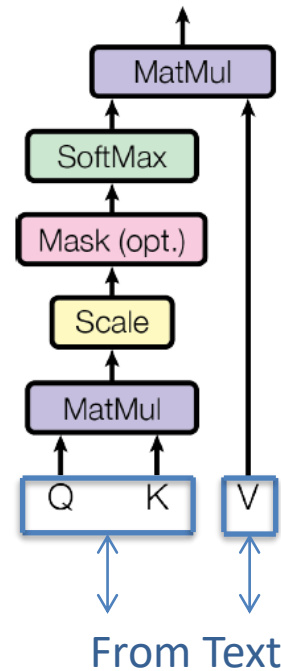 MatMul
SoftMax
Mask (opt.)
Scale
MatMul
Q K V
From Text